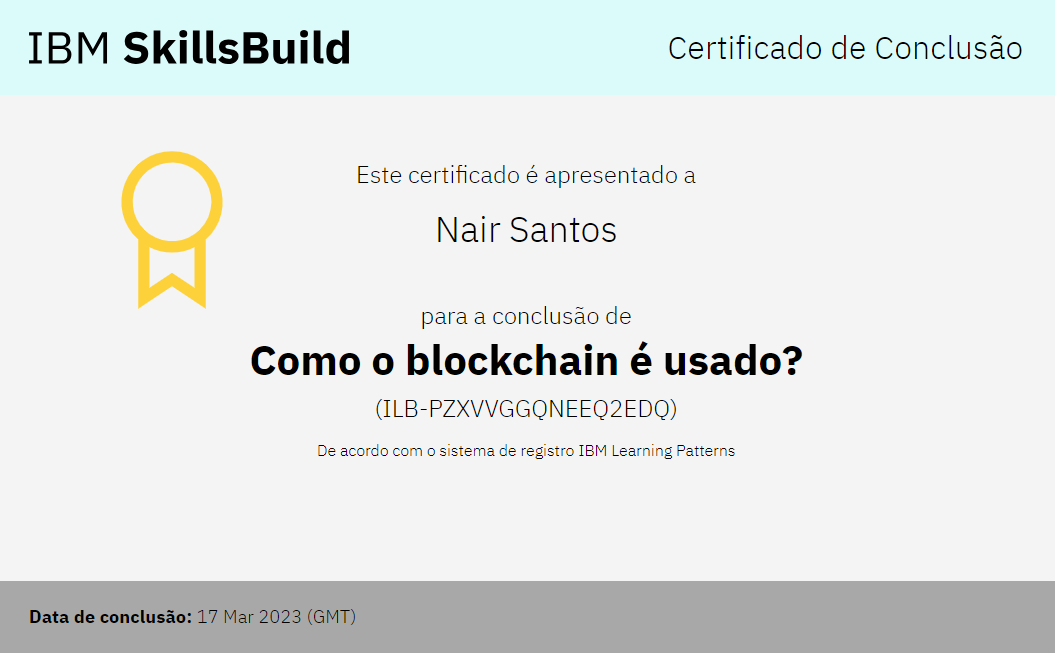 IBM SkillsBuild
Certificado de Conclusão
Este certificado é apresentado a
Nair Santos
para a conclusão de
Como o blockchain é usado?
(ILB-PZXVVGGQNEEQ2EDQ)
De acordo com o sistema de registro IBM Learning Patterns
Data de conclusão: 17 Mar 2023 (GMT)